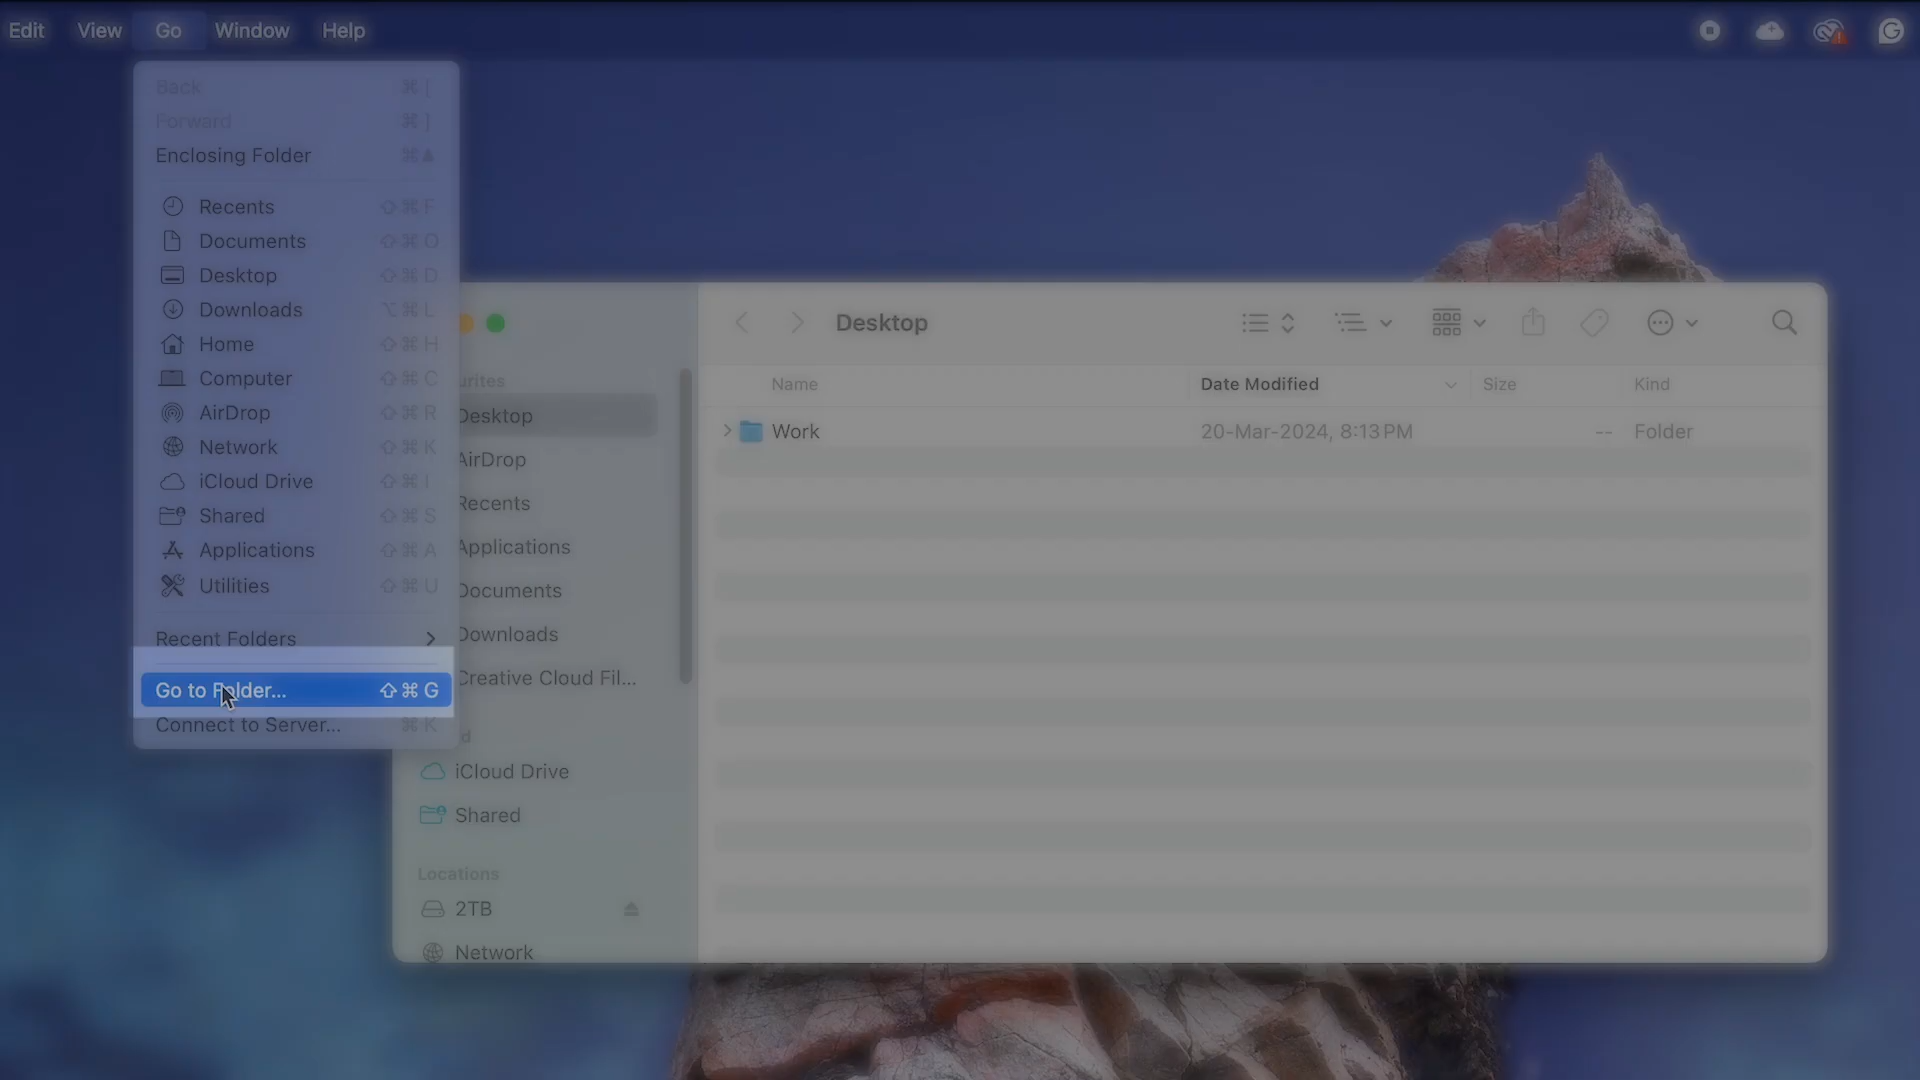 Edit View Go Window Help
Back ⌘ [
Forward ⌘ ]
Enclosing Folder ⌘▲
Recents ⇧⌘F
Documents ⇧⌘O
Desktop ⇧⌘D
Downloads ⌥⌘L
Home ⇧⌘H
Computer ⇧⌘C
AirDrop ⇧⌘R
Network ⇧⌘K
iCloud Drive ⇧⌘I
Shared ⇧⌘S
Applications ⇧⌘A
Utilities ⇧⌘U
Recent Folders
Go to Folder... ⇧⌘G
Connect to Server... ⌘K
urites
Desktop
AirDrop
Recents
Applications
Documents
Downloads
Creative Cloud Fil...
d
iCloud Drive
Shared
Locations
2TB
Network
Desktop
Name Date Modified Size Kind
Work 20-Mar-2024, 8:13 PM -- Folder